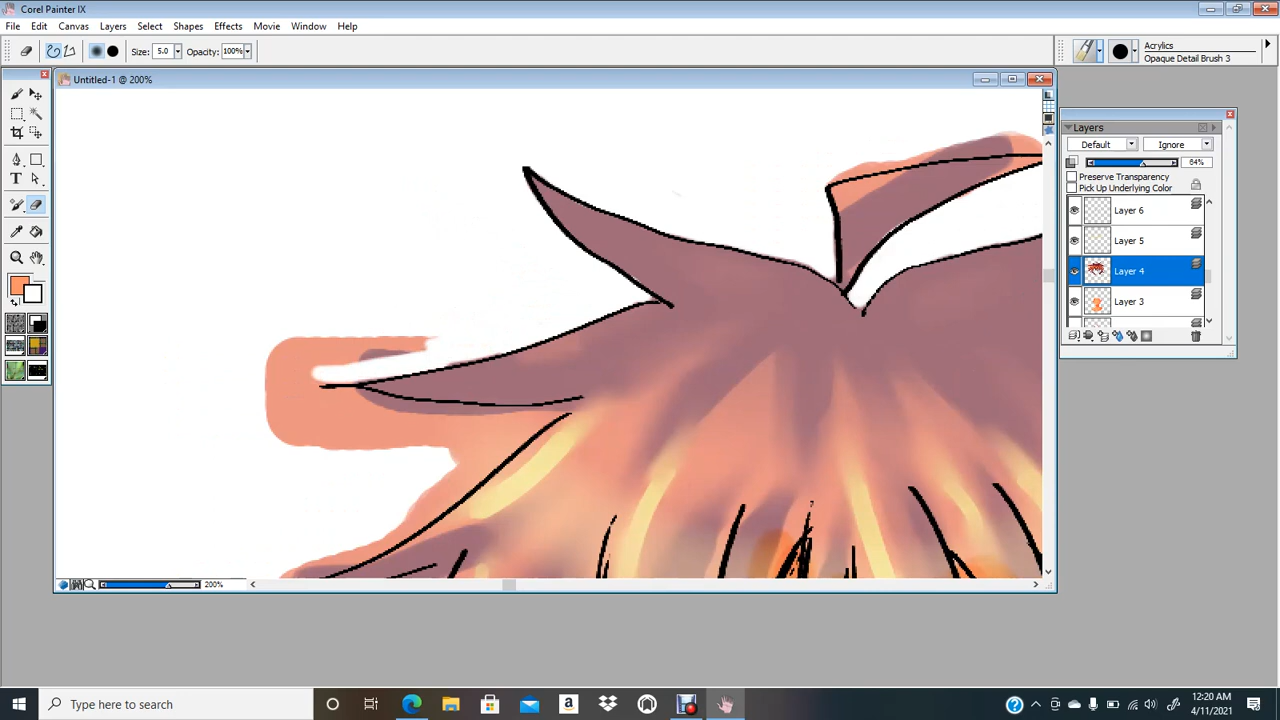 Corel Painter IX
File Edit Canvas Layers Select Shapes Effects Movie Window Help
Size: 5.0 Opacity: 100%
Acrylics
Opaque Detail Brush 3
Untitled-1 @ 200%
Layers
Default Ignore
84%
Preserve Transparency
Pick Up Underlying Color
Layer 6
Layer 5
Layer 4
Layer 3
200%
Type here to search
12:20 AM
4/11/2021